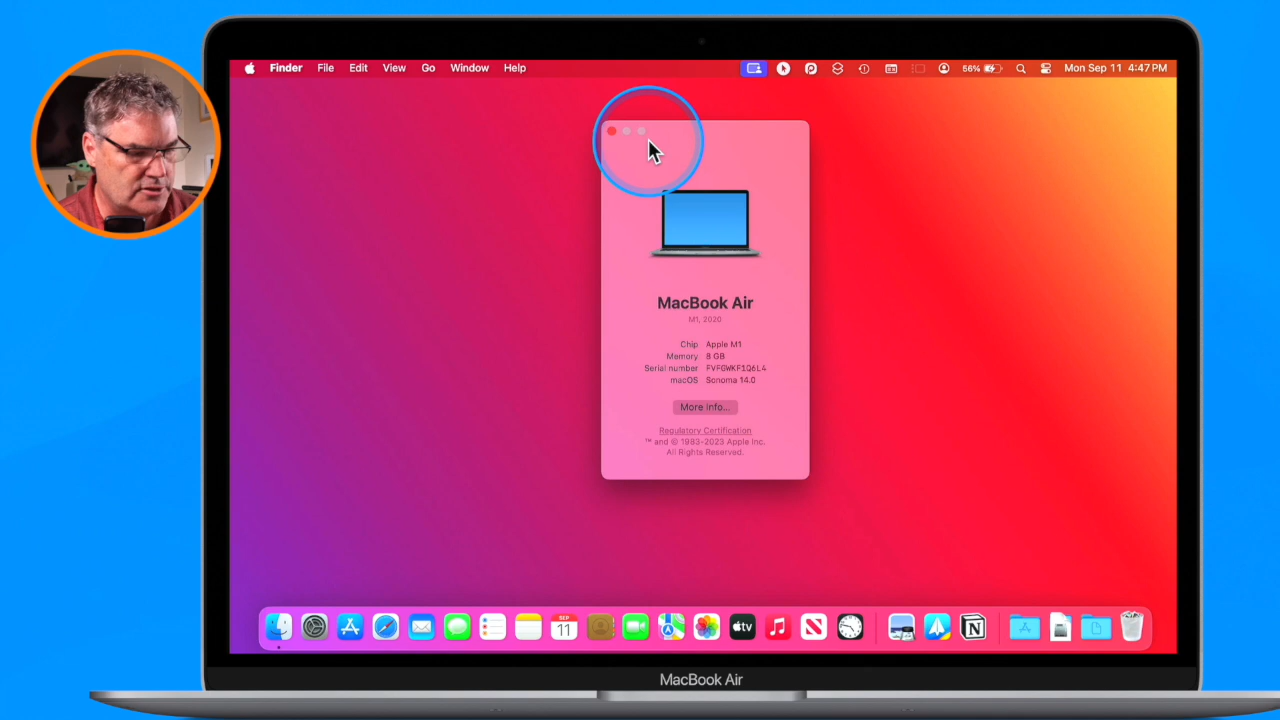 Finder File Edit View Go Window Help 56% Mon Sep 11 4:47 PM
MacBook Air
M1, 2020
Chip Apple M1
Memory 8 GB
Serial number FVFGWKF1Q6L4
macOS Sonoma 14.0
More Info...
Regulatory Certification
™ and © 1983-2023 Apple Inc.
All Rights Reserved.
SEP
11
tv
N
MacBook Air